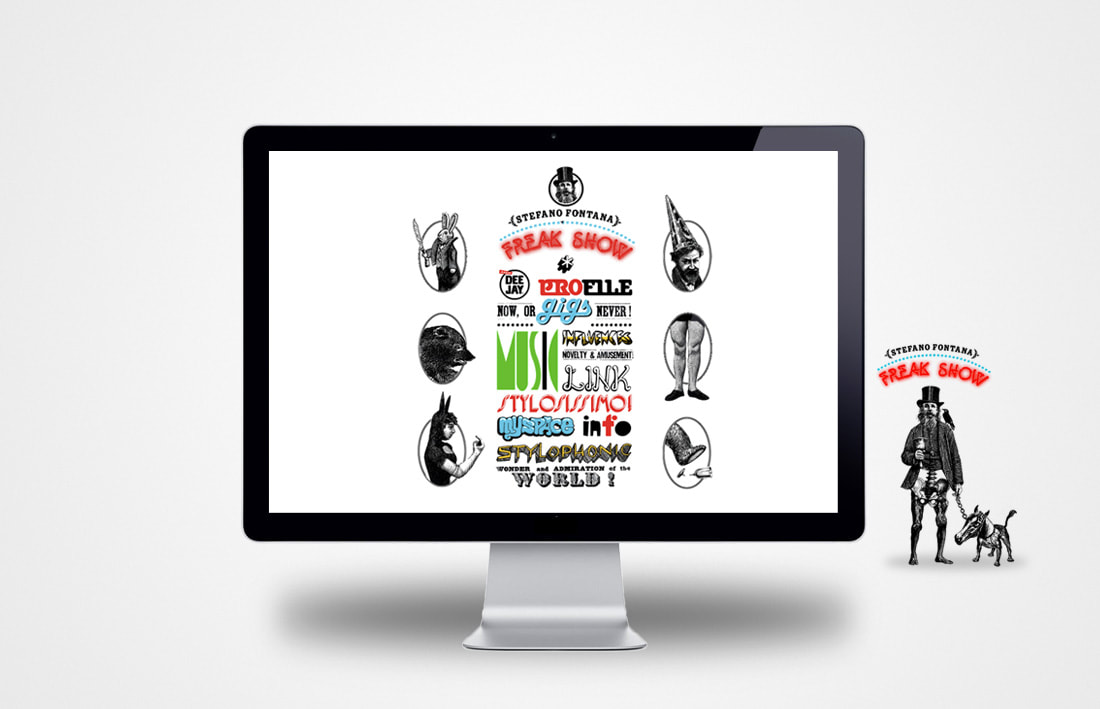 {STEFANO FONTANA}
FREAK SHOW
DEE
JAY
PROFILE
NOW, OR gigs NEVER!
MUSIC
INFLUENCES
NOVELTY & AMUSEMENT
LINK
STYLOSISSIMO!
MYSPACE info
STYLOPHONIC
WONDER and ADMIRATION of the
WORLD!
{STEFANO FONTANA}
FREAK SHOW